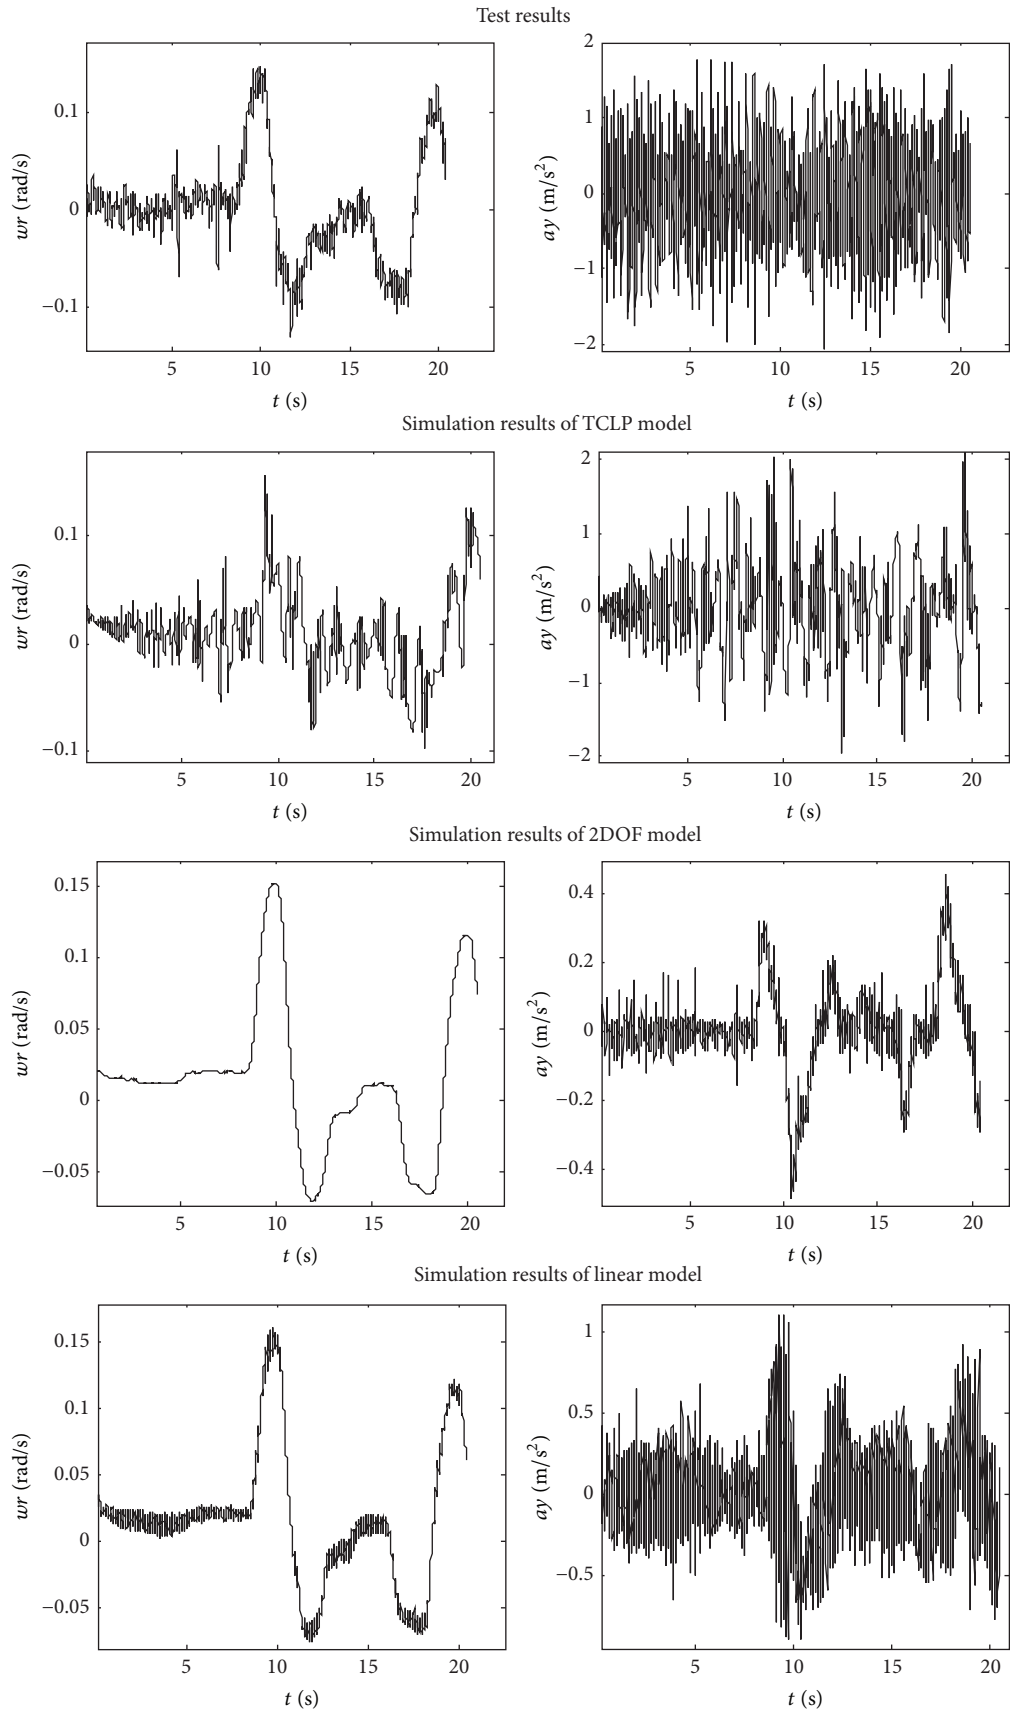 Test results
0.1
0
−0.1
wr (rad/s)
5 10 15 20
t (s)
2
1
0
−1
−2
ay (m/s²)
5 10 15 20
t (s)
Simulation results of TCLP model
0.1
0
−0.1
wr (rad/s)
5 10 15 20
t (s)
2
1
0
−1
−2
ay (m/s²)
5 10 15 20
t (s)
Simulation results of 2DOF model
0.15
0.1
0.05
0
−0.05
wr (rad/s)
5 10 15 20
t (s)
0.4
0.2
0
−0.2
−0.4
ay (m/s²)
5 10 15 20
t (s)
Simulation results of linear model
0.15
0.1
0.05
0
−0.05
wr (rad/s)
5 10 15 20
t (s)
1
0.5
0
−0.5
ay (m/s²)
5 10 15 20
t (s)